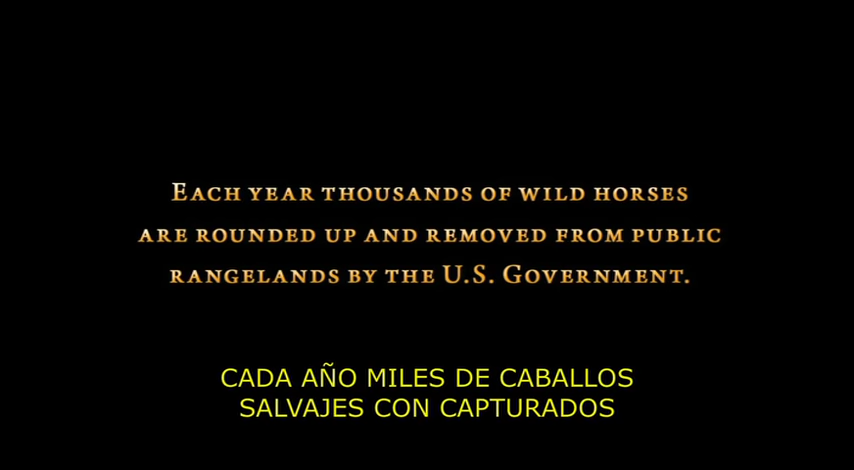 Each year thousands of wild horses
are rounded up and removed from public
rangelands by the U.S. Government.
CADA AÑO MILES DE CABALLOS
SALVAJES CON CAPTURADOS